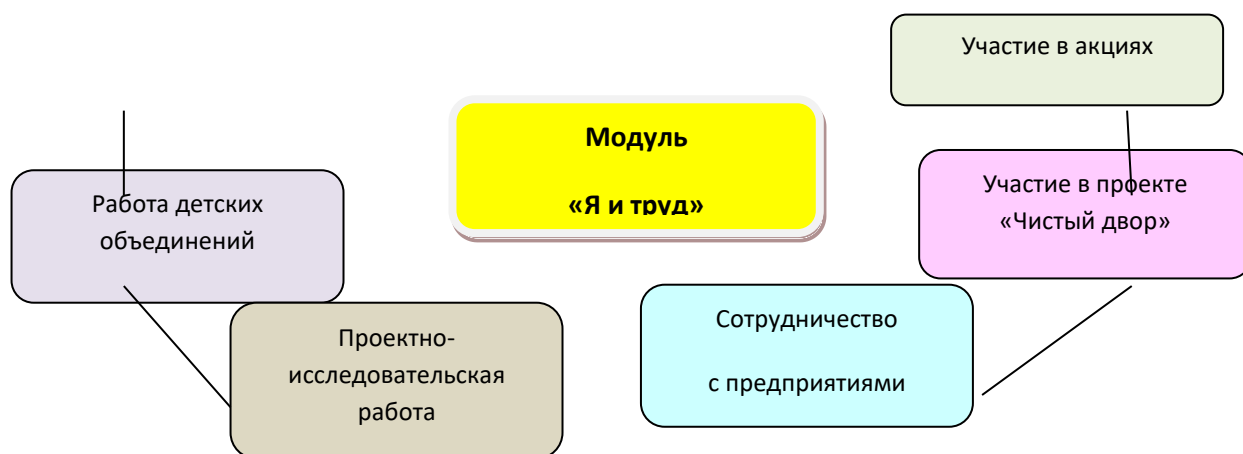 Участие в акциях
Модуль
«Я и труд»
Работа детских
объединений
Участие в проекте
«Чистый двор»
Проектно-
исследовательская
работа
Сотрудничество
с предприятиями